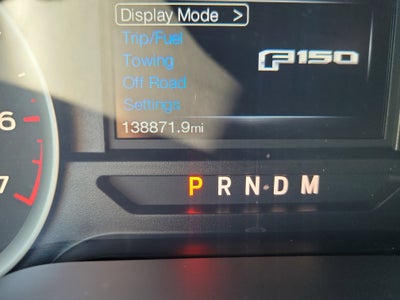 Display Mode >
Trip/Fuel
Towing
F150
Off Road
Settings
138871.9mi
6
7
P R N D M